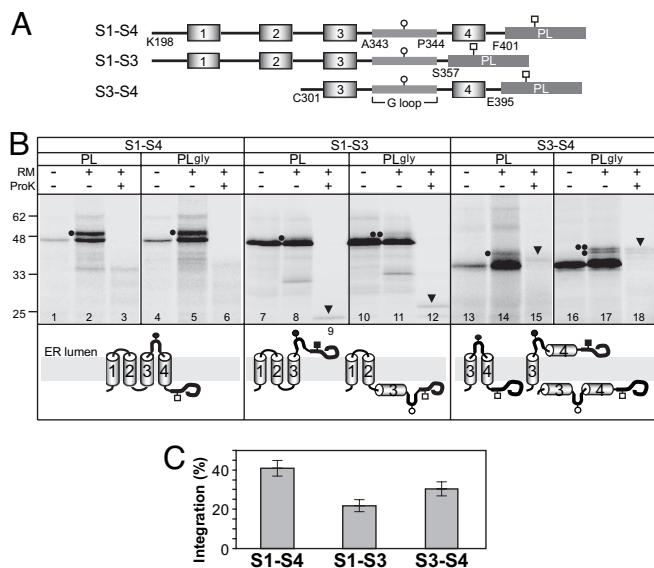 A
S1-S4
1
2
3
4
PL
K198
A343
P344
F401
S1-S3
1
2
3
PL
S357
S3-S4
3
4
PL
C301
G loop
E395
B
S1-S4
S1-S3
S3-S4
PL
PLgly
PL
PLgly
PL
PLgly
RM - + + - + + - + + - + + - + + - + +
ProK + + + + + +
62
48
33
25
1 2 3 4 5 6 7 8 9 10 11 12 13 14 15 16 17 18
ER lumen
1 2 3 4
1 2 3
1 2
3
3 4
3
4
3 4
C
Integration (%)
40
20
0
S1-S4 S1-S3 S3-S4